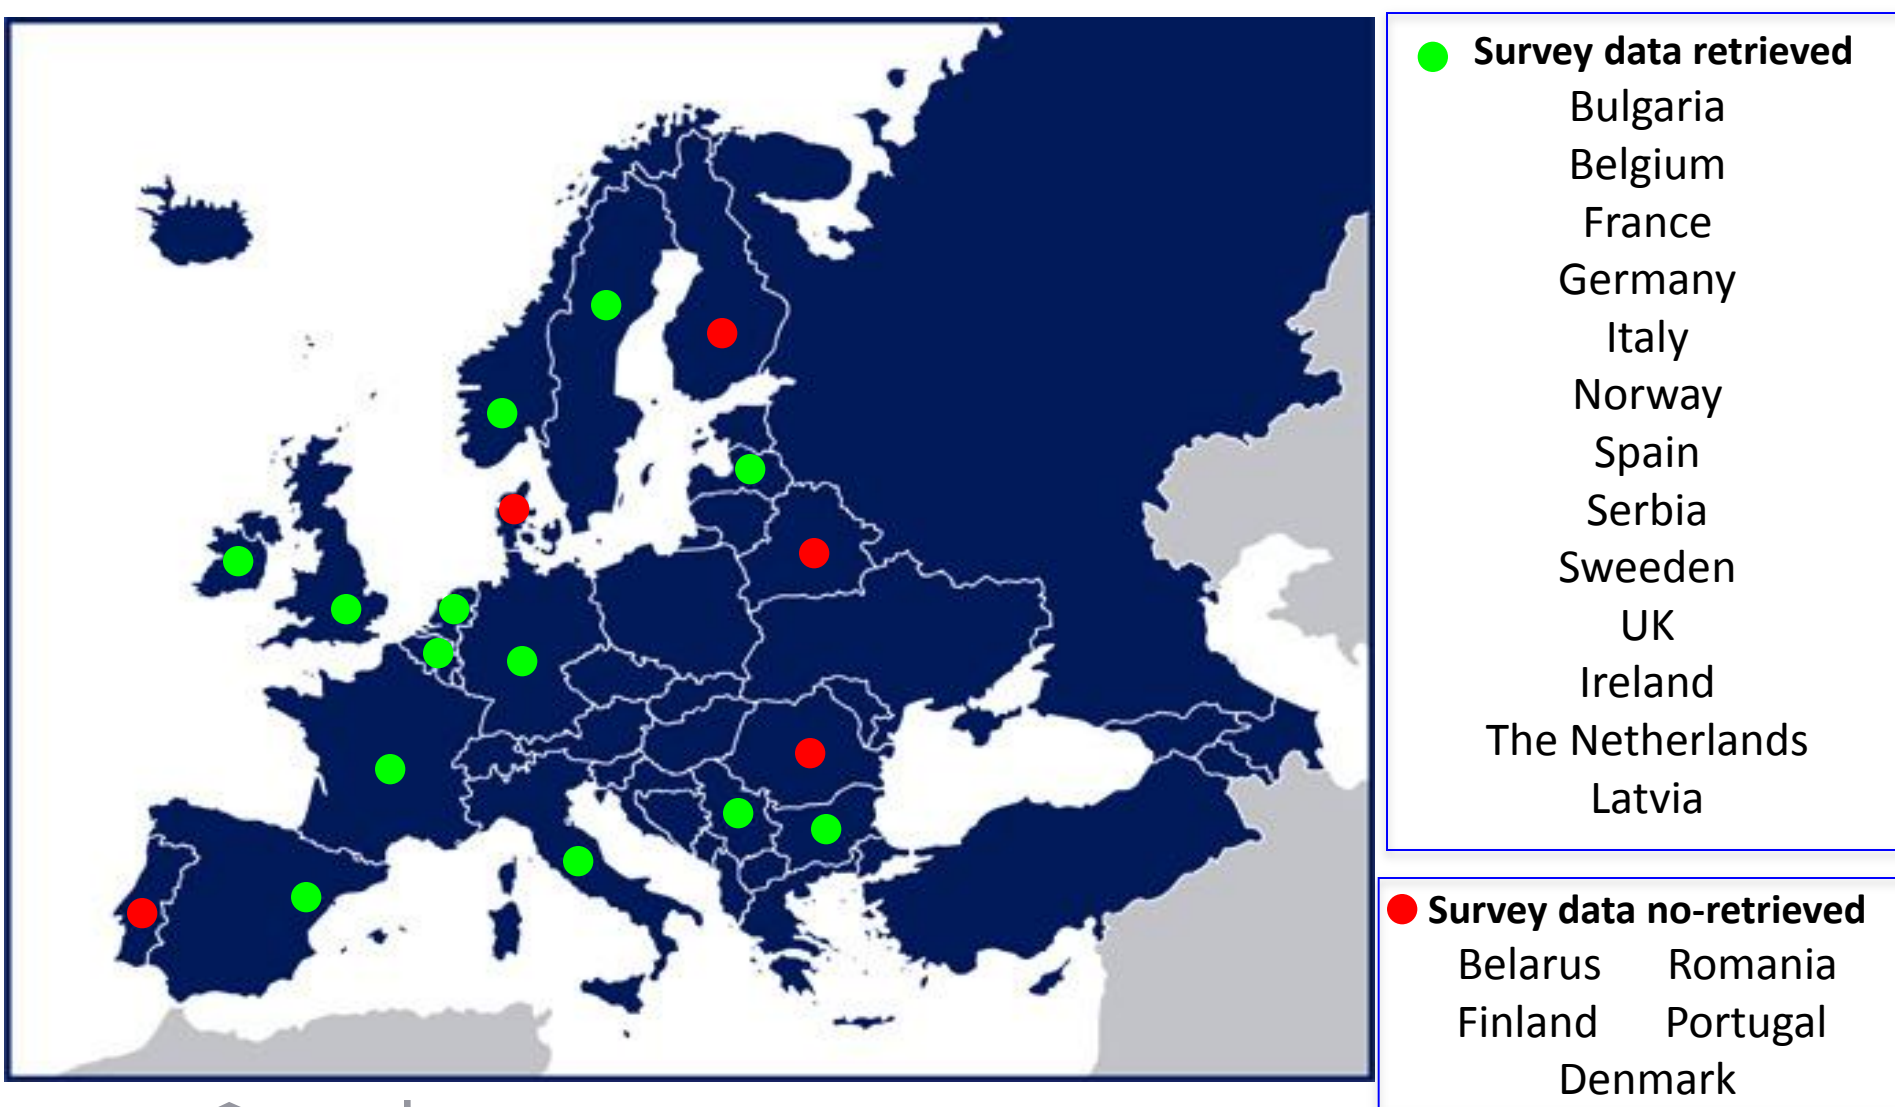 Survey data retrieved
Bulgaria
Belgium
France
Germany
Italy
Norway
Spain
Serbia
Sweeden
UK
Ireland
The Netherlands
Latvia
Survey data no-retrieved
Belarus Romania
Finland Portugal
Denmark